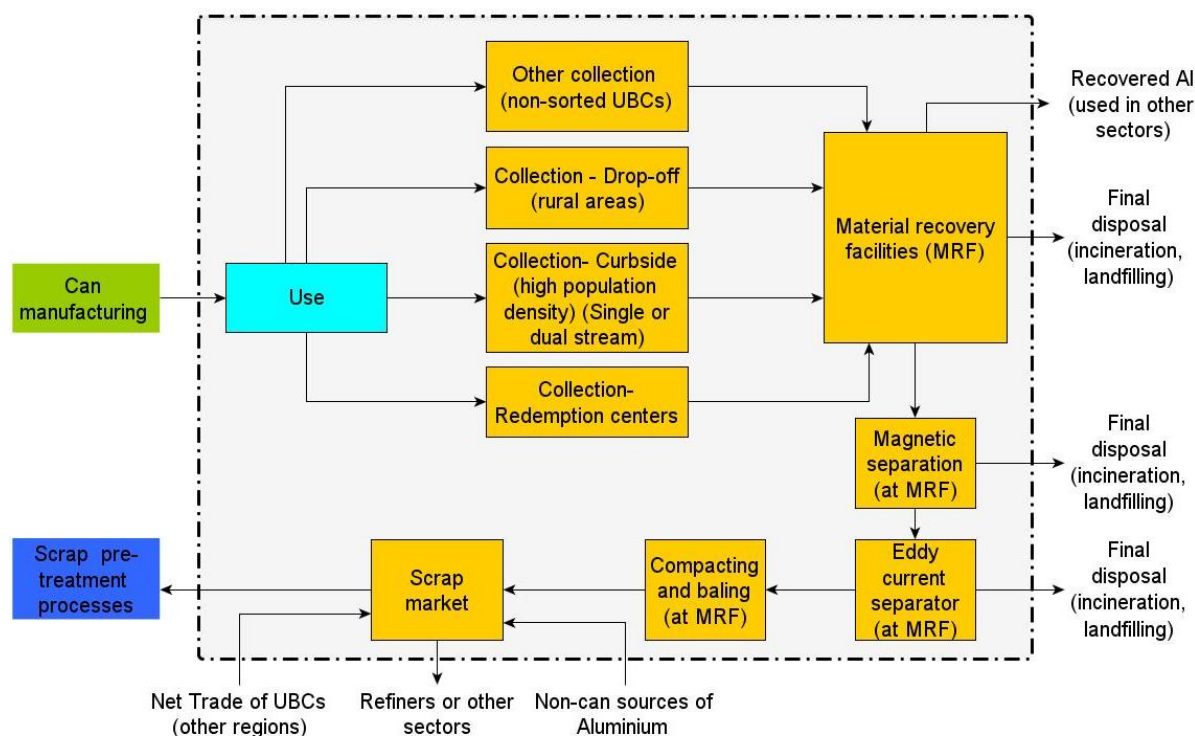 Other collection
(non-sorted UBCs)
Recovered Al
(used in other
sectors)
Collection - Drop-off
(rural areas)
Material recovery
facilities (MRF)
Final
disposal
(incineration,
landfilling)
Can
manufacturing
Use
Collection- Curbside
(high population
density) (Single or
dual stream)
Collection-
Redemption centers
Magnetic
separation
(at MRF)
Final
disposal
(incineration,
landfilling)
Scrap pre-
treatment
processes
Scrap
market
Compacting
and baling
(at MRF)
Eddy
current
separator
(at MRF)
Final
disposal
(incineration,
landfilling)
Net Trade of UBCs
(other regions)
Refiners or other
sectors
Non-can sources of
Aluminium